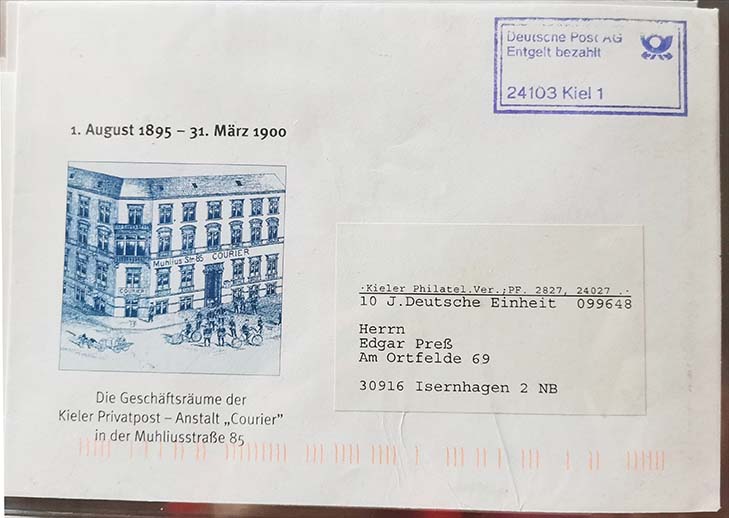 Deutsche Post AG
Entgelt bezahlt
24103 Kiel 1
1. August 1895 – 31. März 1900
Muhlius Str. 85 COURIER
Die Geschäftsräume der
Kieler Privatpost – Anstalt „Courier”
in der Muhliusstraße 85
·Kieler Philatel.Ver.;PF. 2827, 24027 .·
10 J.Deutsche Einheit 099648
Herrn
Edgar Preß
Am Ortfelde 69
30916 Isernhagen 2 NB